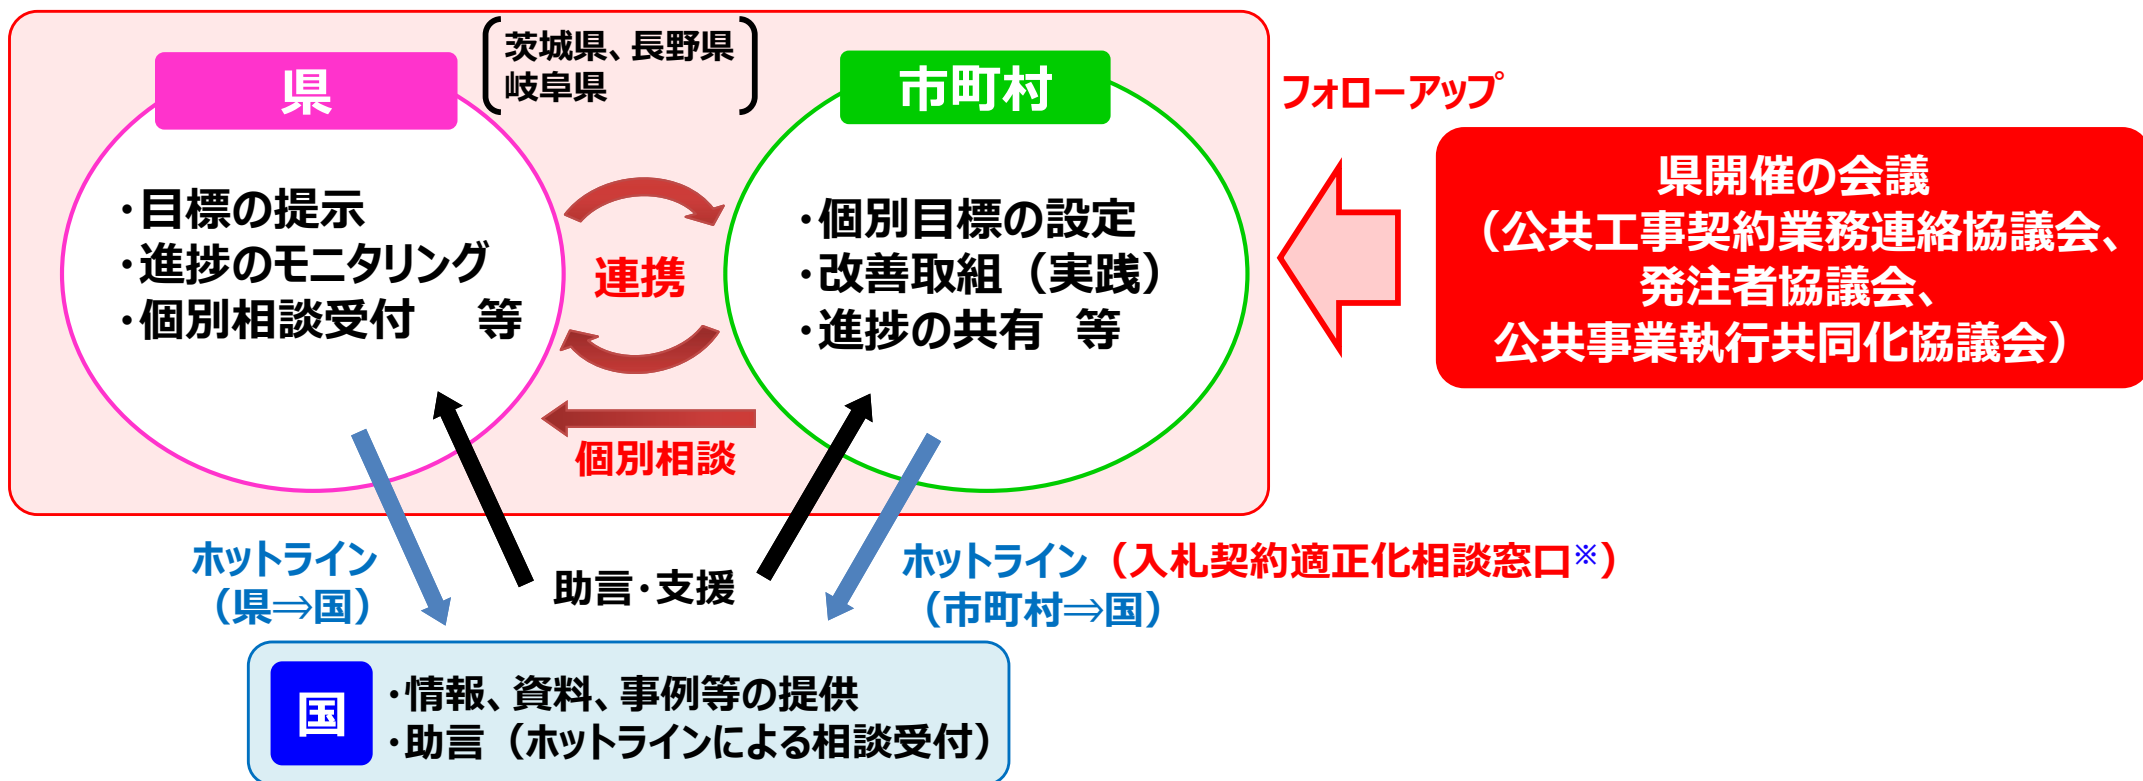 茨城県、長野県
岐阜県
県
・目標の提示
・進捗のモニタリング
・個別相談受付　等
連携
個別相談
市町村
・個別目標の設定
・改善取組（実践）
・進捗の共有　等
フォローアップ
県開催の会議
（公共工事契約業務連絡協議会、
発注者協議会、
公共事業執行共同化協議会）
ホットライン
（県⇒国）
助言・支援
ホットライン（入札契約適正化相談窓口※）
（市町村⇒国）
国
・情報、資料、事例等の提供
・助言（ホットラインによる相談受付）